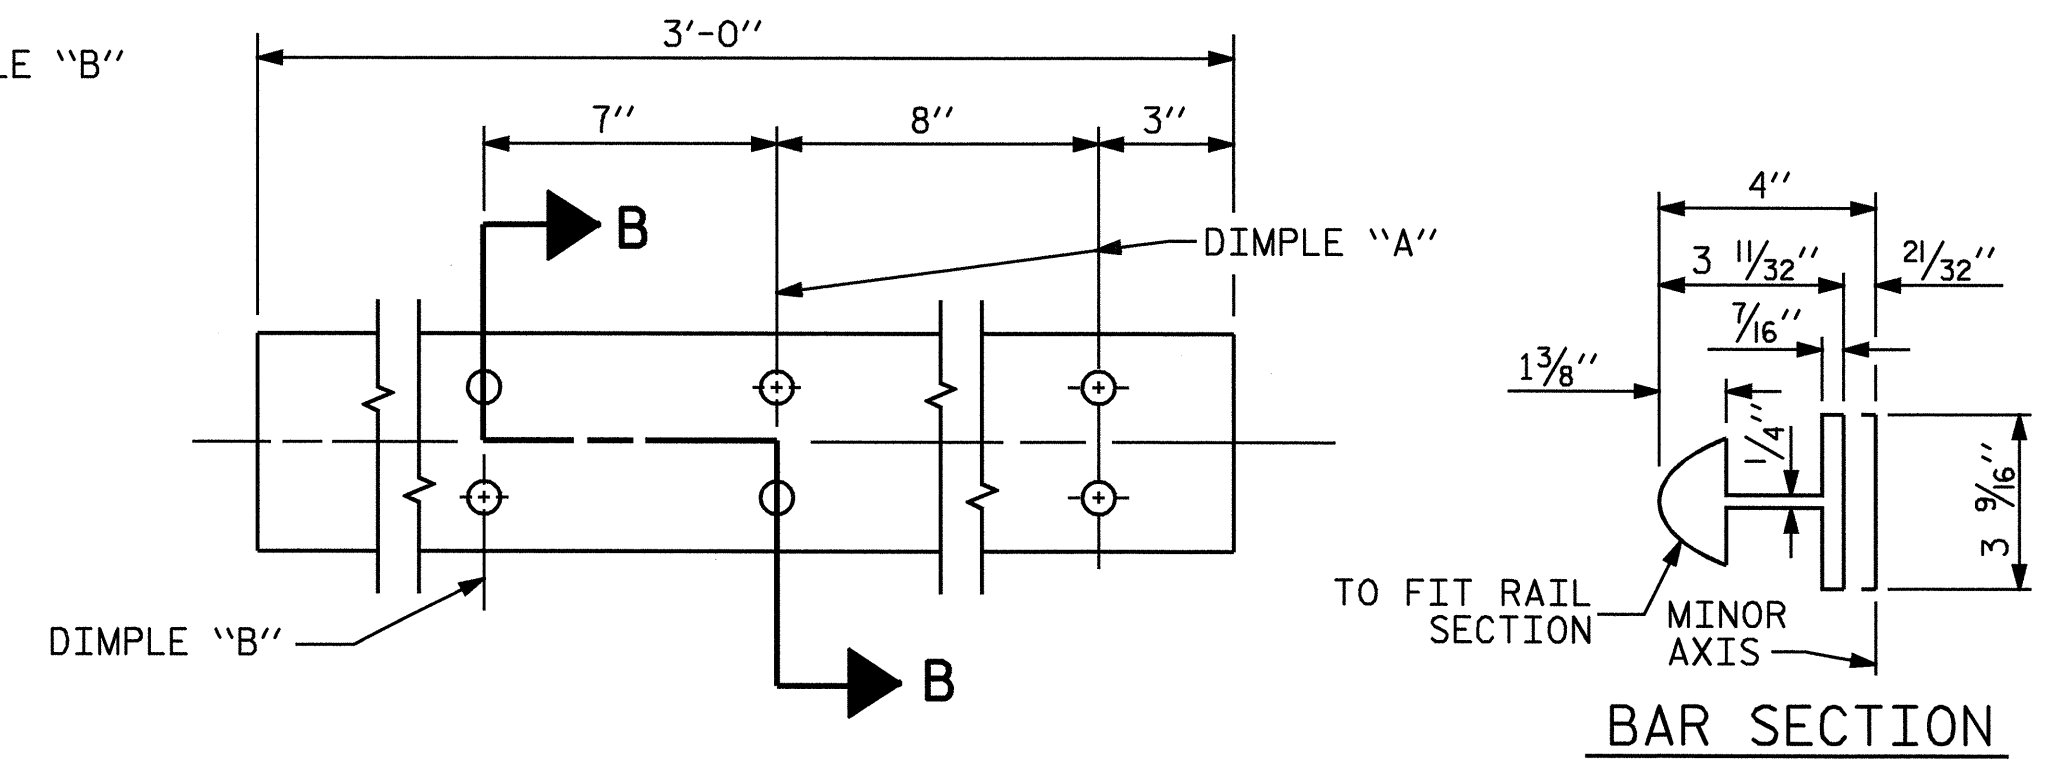 LE "B"
3'-0"
7"
8"
3"
B
DIMPLE "A"
B
DIMPLE "B"
4"
3 11/32"
21/32"
7/16"
1 3/8"
1/4"
3 9/16"
TO FIT RAIL
SECTION
MINOR
AXIS
BAR SECTION